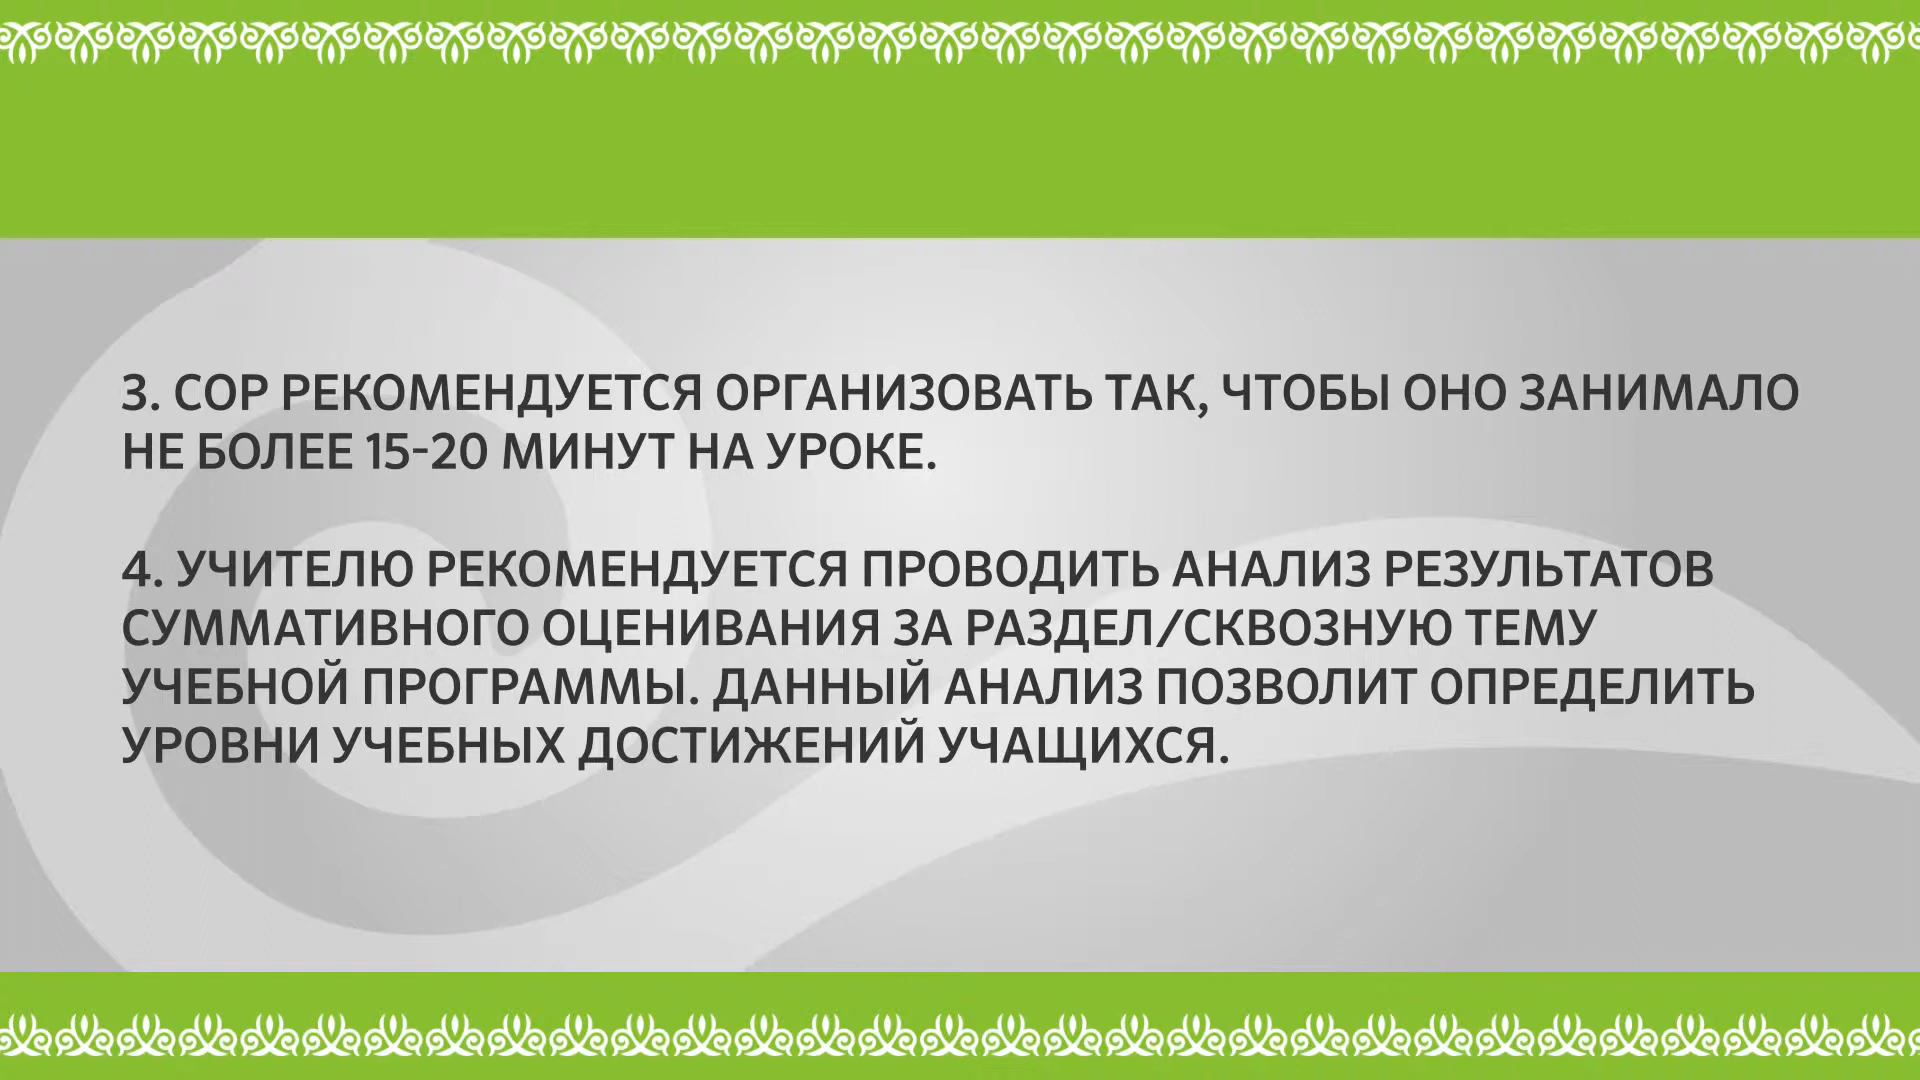 3. СОР РЕКОМЕНДУЕТСЯ ОРГАНИЗОВАТЬ ТАК, ЧТОБЫ ОНО ЗАНИМАЛО
НЕ БОЛЕЕ 15-20 МИНУТ НА УРОКЕ.
4. УЧИТЕЛЮ РЕКОМЕНДУЕТСЯ ПРОВОДИТЬ АНАЛИЗ РЕЗУЛЬТАТОВ
СУММАТИВНОГО ОЦЕНИВАНИЯ ЗА РАЗДЕЛ/СКВОЗНУЮ ТЕМУ
УЧЕБНОЙ ПРОГРАММЫ. ДАННЫЙ АНАЛИЗ ПОЗВОЛИТ ОПРЕДЕЛИТЬ
УРОВНИ УЧЕБНЫХ ДОСТИЖЕНИЙ УЧАЩИХСЯ.